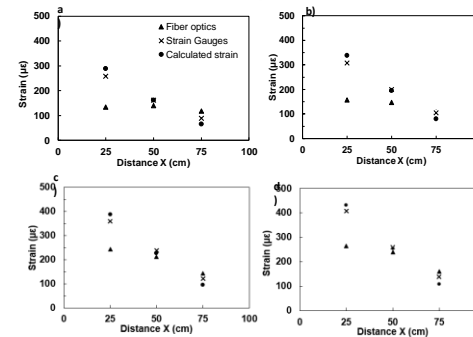 a
)
500
400
300
200
100
0
0 25 50 75 100
Distance X (cm)
Strain (με)
Fiber optics
Strain Gauges
Calculated strain
b)
500
400
300
200
100
0
0 25 50 75 100
Distance X (cm)
Strain (με)
c
)
500
400
300
200
100
0
0 25 50 75 100
Distance X (cm)
Strain (με)
d
)
500
400
300
200
100
0
0 25 50 75 100
Distance X (cm)
Strain (με)